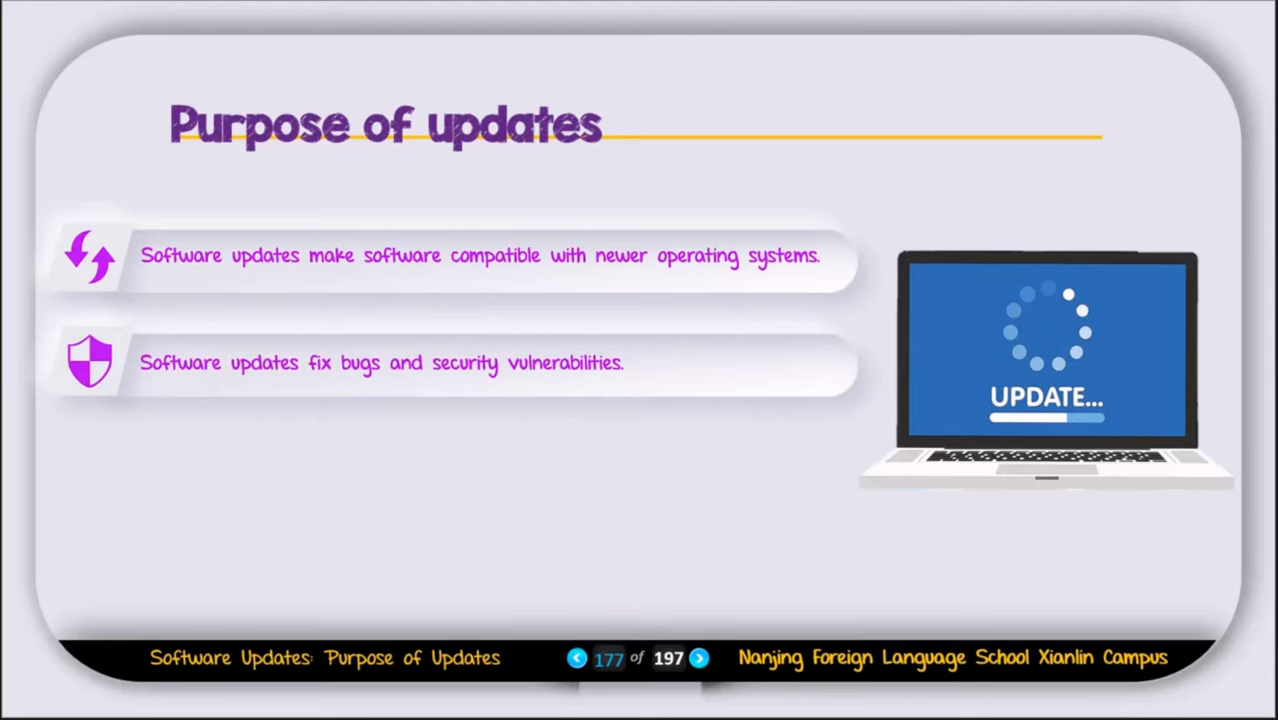 Purpose of updates
Software updates make software compatible with newer operating systems.
Software updates fix bugs and security vulnerabilities.
UPDATE...
Software Updates: Purpose of Updates
177 of 197
Nanjing Foreign Language School Xianlin Campus